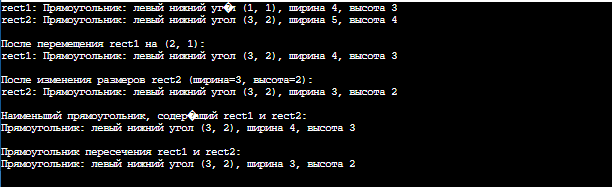 rect1: Прямоугольник: левый нижний уг�л (1, 1), ширина 4, высота 3
rect2: Прямоугольник: левый нижний угол (3, 2), ширина 5, высота 4
После перемещения rect1 на (2, 1):
rect1: Прямоугольник: левый нижний угол (3, 2), ширина 4, высота 3
После изменения размеров rect2 (ширина=3, высота=2):
rect2: Прямоугольник: левый нижний угол (3, 2), ширина 3, высота 2
Наименьший прямоугольник, содер�ащий rect1 и rect2:
Прямоугольник: левый нижний угол (3, 2), ширина 4, высота 3
Прямоугольник пересечения rect1 и rect2:
Прямоугольник: левый нижний угол (3, 2), ширина 3, высота 2